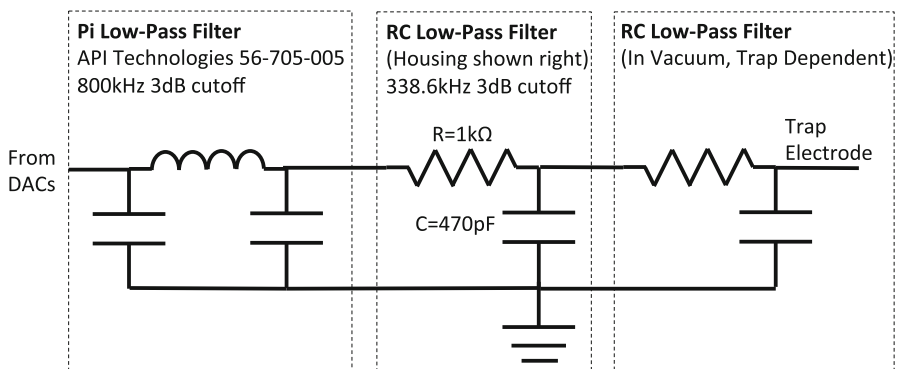 Pi Low-Pass Filter
API Technologies 56-705-005
800kHz 3dB cutoff
RC Low-Pass Filter
(Housing shown right)
338.6kHz 3dB cutoff
RC Low-Pass Filter
(In Vacuum, Trap Dependent)
From
DACs
R=1kΩ
C=470pF
Trap
Electrode